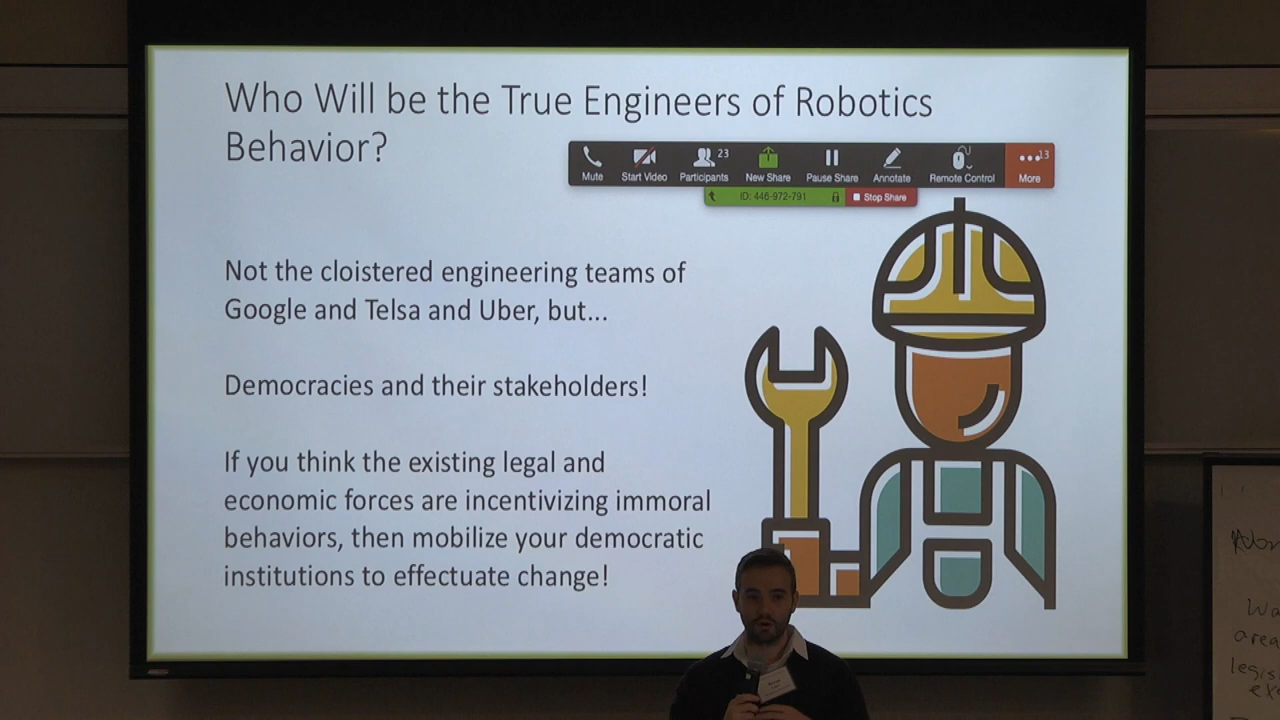 Who Will be the True Engineers of Robotics
Behavior?
Mute
Start Video
Participants
23
New Share
Pause Share
Annotate
Remote Control
13
More
ID: 446-972-791
Stop Share
Not the cloistered engineering teams of
Google and Telsa and Uber, but...
Democracies and their stakeholders!
If you think the existing legal and
economic forces are incentivizing immoral
behaviors, then mobilize your democratic
institutions to effectuate change!
area
legis